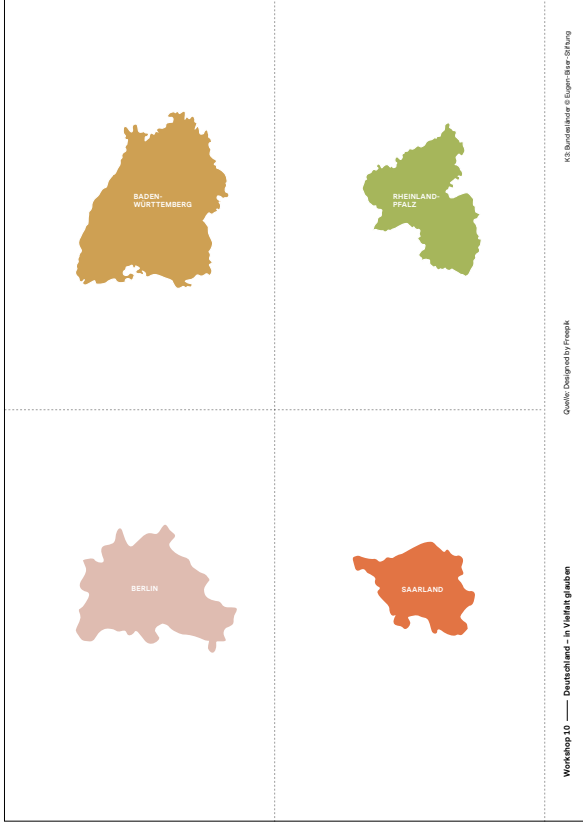 BADEN-
WÜRTTEMBERG
RHEINLAND-
PFALZ
BERLIN
SAARLAND
Workshop 10 —— Deutschland – in Vielfalt glauben
Quelle: Designed by Freepik
K3: Bundesländer © Eugen-Biser-Stiftung